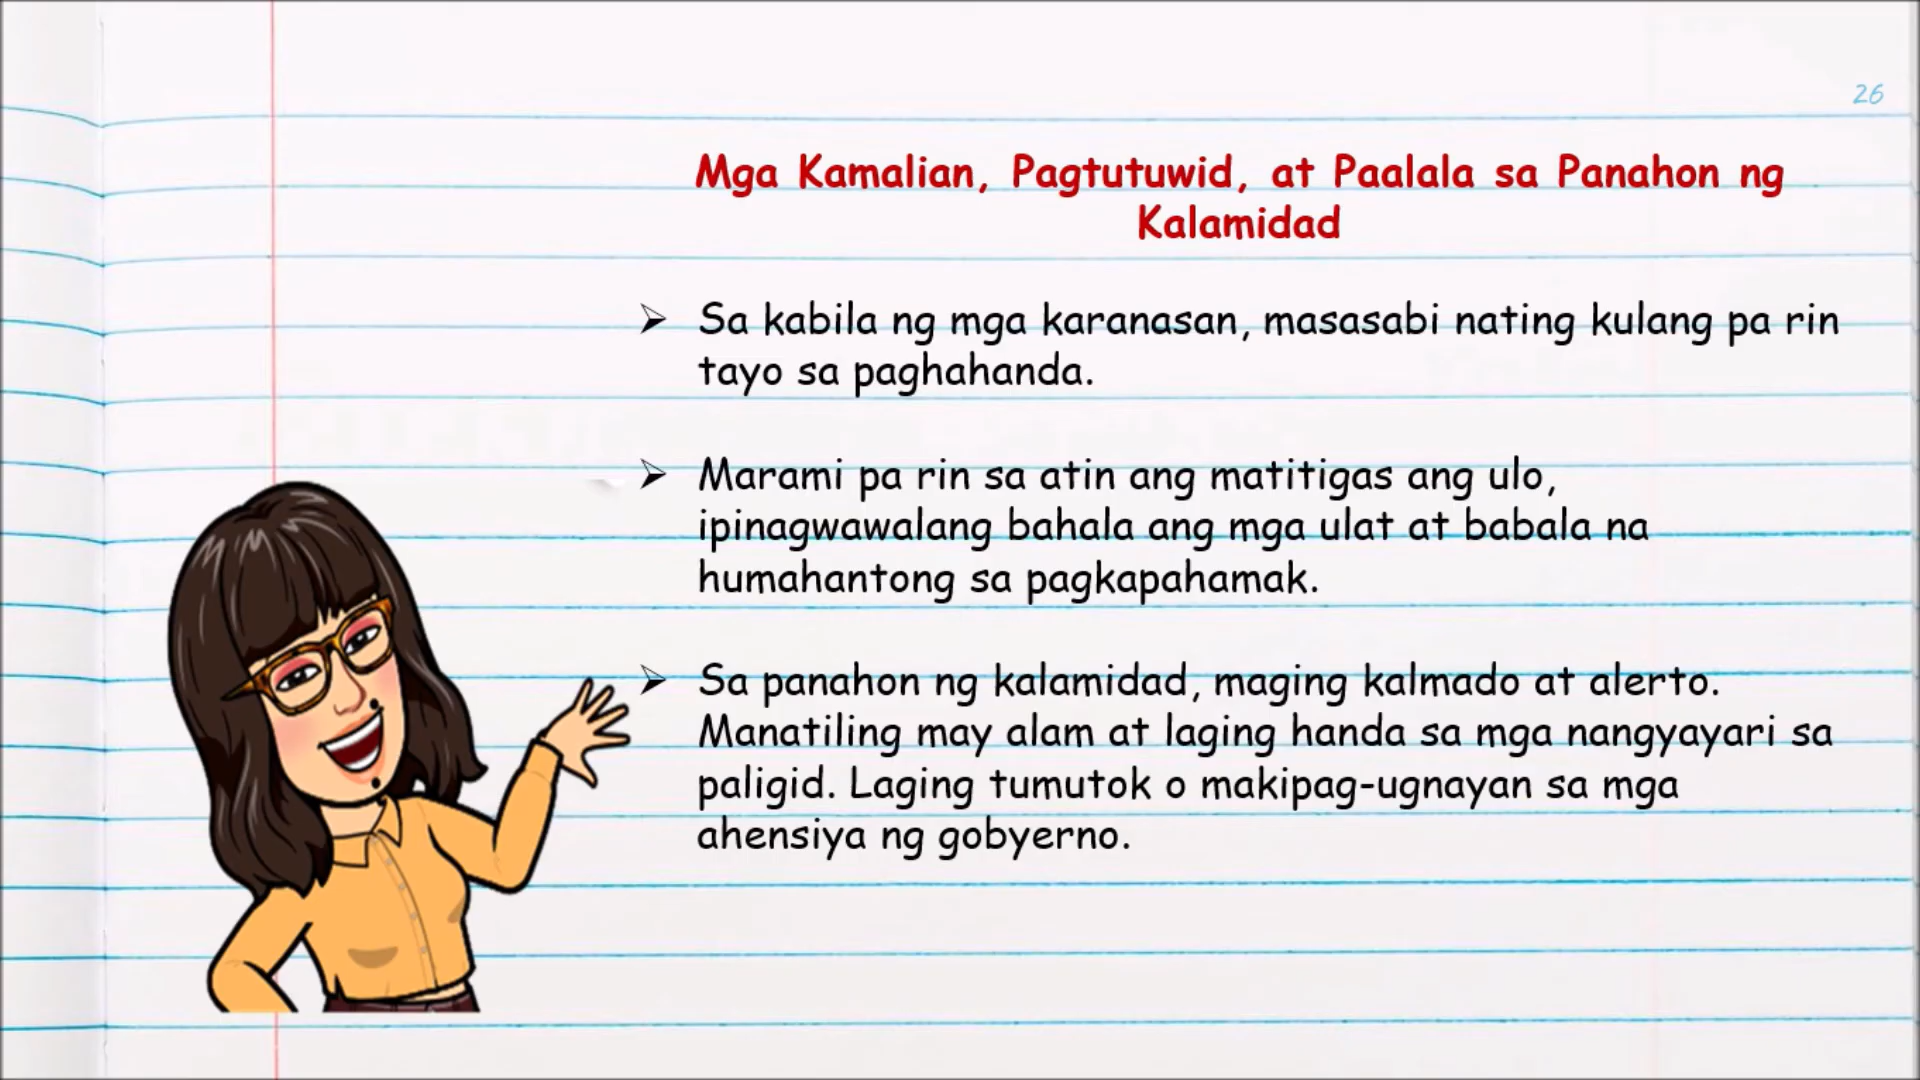 26
Mga Kamalian, Pagtutuwid, at Paalala sa Panahon ng
Kalamidad
Sa kabila ng mga karanasan, masasabi nating kulang pa rin
tayo sa paghahanda.
Marami pa rin sa atin ang matitigas ang ulo,
ipinagwawalang bahala ang mga ulat at babala na
humahantong sa pagkapahamak.
Sa panahon ng kalamidad, maging kalmado at alerto.
Manatiling may alam at laging handa sa mga nangyayari sa
paligid. Laging tumutok o makipag-ugnayan sa mga
ahensiya ng gobyerno.